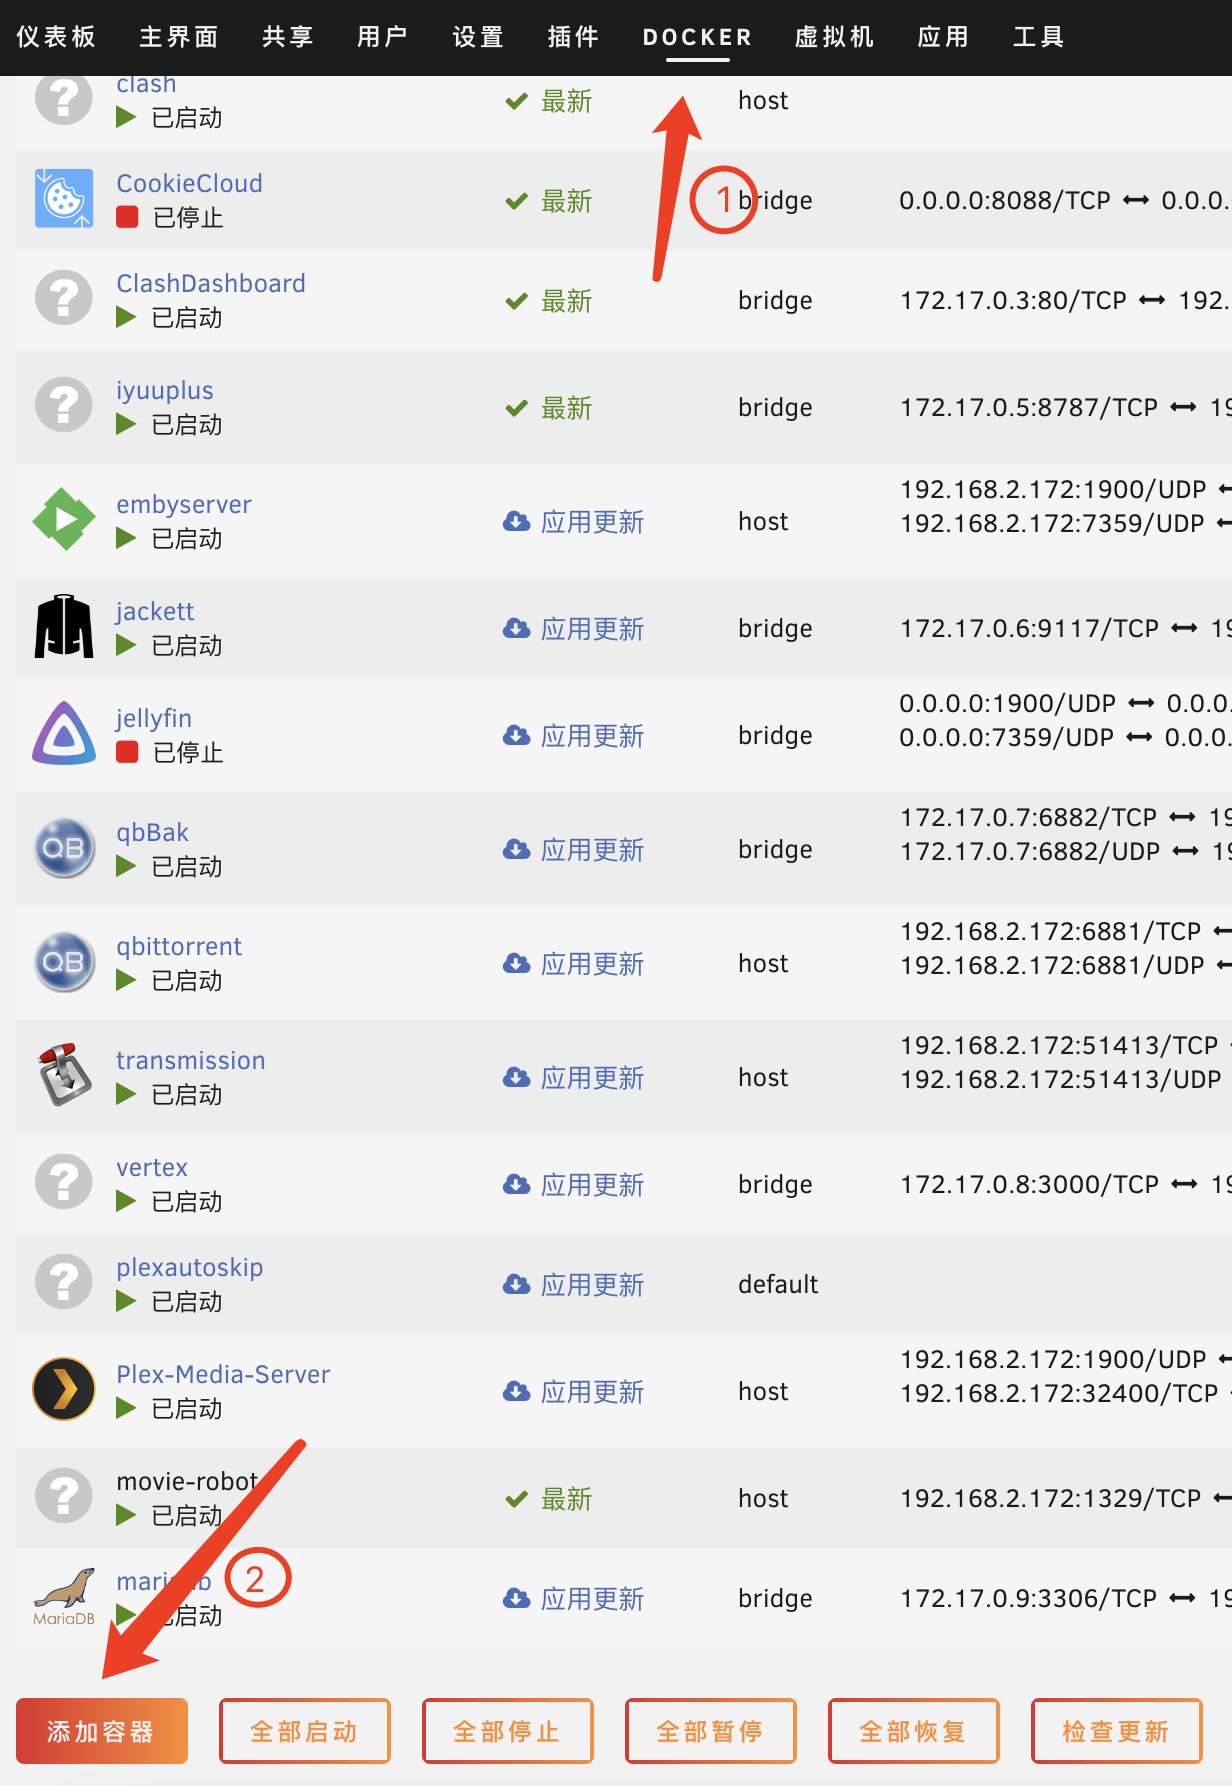 仪表板 主界面 共享 用户 设置 插件 DOCKER 虚拟机 应用 工具
clash
已启动
最新
host
1
CookieCloud
已停止
最新
bridge
0.0.0.0:8088/TCP 0.0.0.
ClashDashboard
已启动
最新
bridge
172.17.0.3:80/TCP 192.
iyuuplus
已启动
最新
bridge
172.17.0.5:8787/TCP 19
embyserver
已启动
应用更新
host
192.168.2.172:1900/UDP
192.168.2.172:7359/UDP
jackett
已启动
应用更新
bridge
172.17.0.6:9117/TCP 19
jellyfin
已停止
应用更新
bridge
0.0.0.0:1900/UDP 0.0.0.
0.0.0.0:7359/UDP 0.0.0.
QB
qbBak
已启动
应用更新
bridge
172.17.0.7:6882/TCP 19
172.17.0.7:6882/UDP 19
QB
qbittorrent
已启动
应用更新
host
192.168.2.172:6881/TCP
192.168.2.172:6881/UDP
transmission
已启动
应用更新
host
192.168.2.172:51413/TCP
192.168.2.172:51413/UDP
vertex
已启动
应用更新
bridge
172.17.0.8:3000/TCP 19
plexautoskip
已启动
应用更新
default
Plex-Media-Server
已启动
应用更新
host
192.168.2.172:1900/UDP
192.168.2.172:32400/TCP
movie-robot
已启动
最新
host
192.168.2.172:1329/TCP
2
MariaDB
mariadb
已启动
应用更新
bridge
172.17.0.9:3306/TCP 19
添加容器 全部启动 全部停止 全部暂停 全部恢复 检查更新